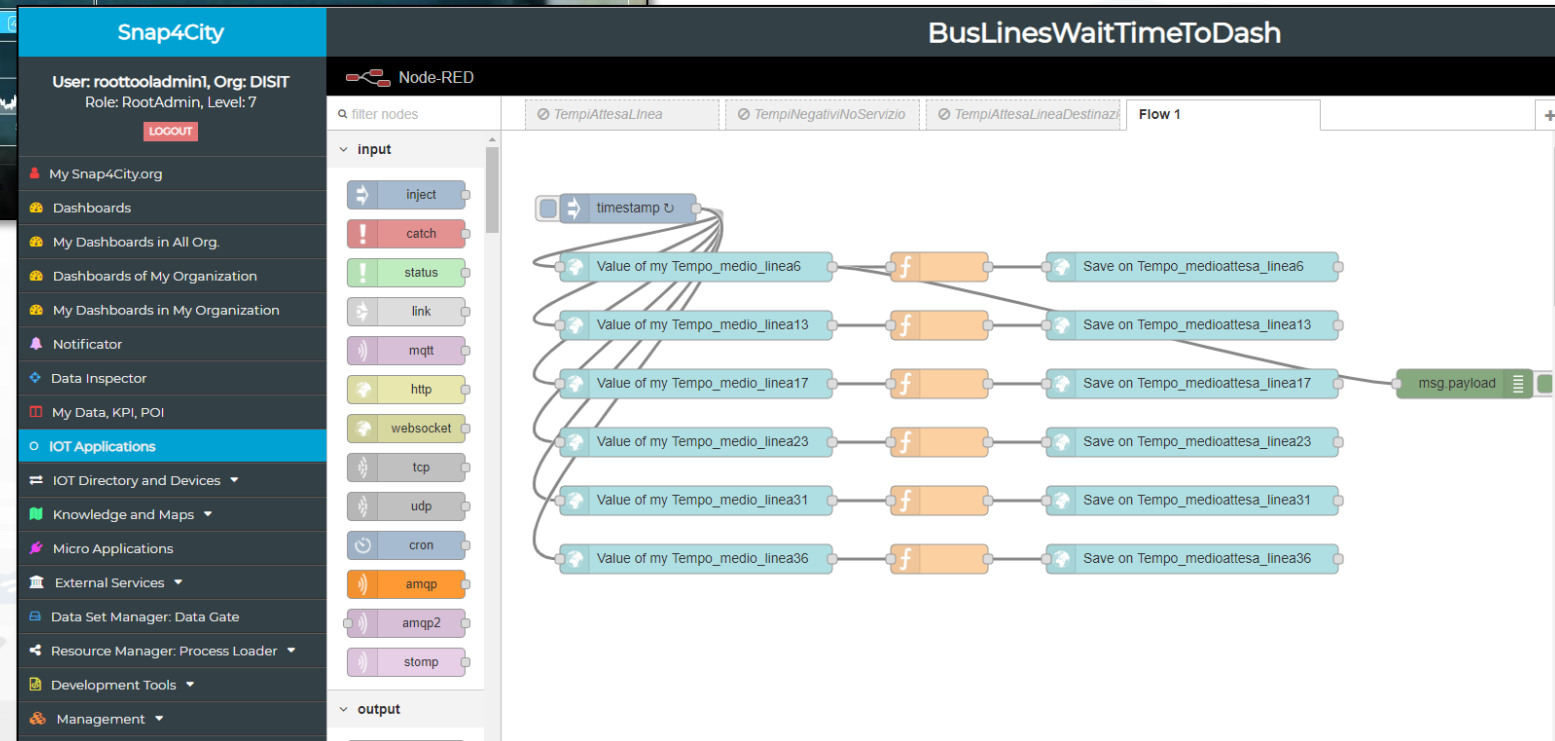 Snap4City
BusLinesWaitTimeToDash
User: roottooladmin1, Org: DISIT
Role: RootAdmin, Level: 7
LOGOUT
My Snap4City.org
Dashboards
My Dashboards in All Org.
Dashboards of My Organization
My Dashboards in My Organization
Notificator
Data Inspector
My Data, KPI, POI
IOT Applications
IOT Directory and Devices
Knowledge and Maps
Micro Applications
External Services
Data Set Manager: Data Gate
Resource Manager: Process Loader
Development Tools
Management
Node-RED
filter nodes
input
inject
catch
status
link
mqtt
http
websocket
tcp
udp
cron
amqp
amqp2
stomp
output
TempiAttesaLInea
TempiNegativiNoServizio
TempiAttesaLineaDestinazi
Flow 1
timestamp ↻
Value of my Tempo_medio_linea6
f
Save on Tempo_medioattesa_linea6
Value of my Tempo_medio_linea13
f
Save on Tempo_medioattesa_linea13
Value of my Tempo_medio_linea17
f
Save on Tempo_medioattesa_linea17
msg.payload
Value of my Tempo_medio_linea23
f
Save on Tempo_medioattesa_linea23
Value of my Tempo_medio_linea31
f
Save on Tempo_medioattesa_linea31
Value of my Tempo_medio_linea36
f
Save on Tempo_medioattesa_linea36